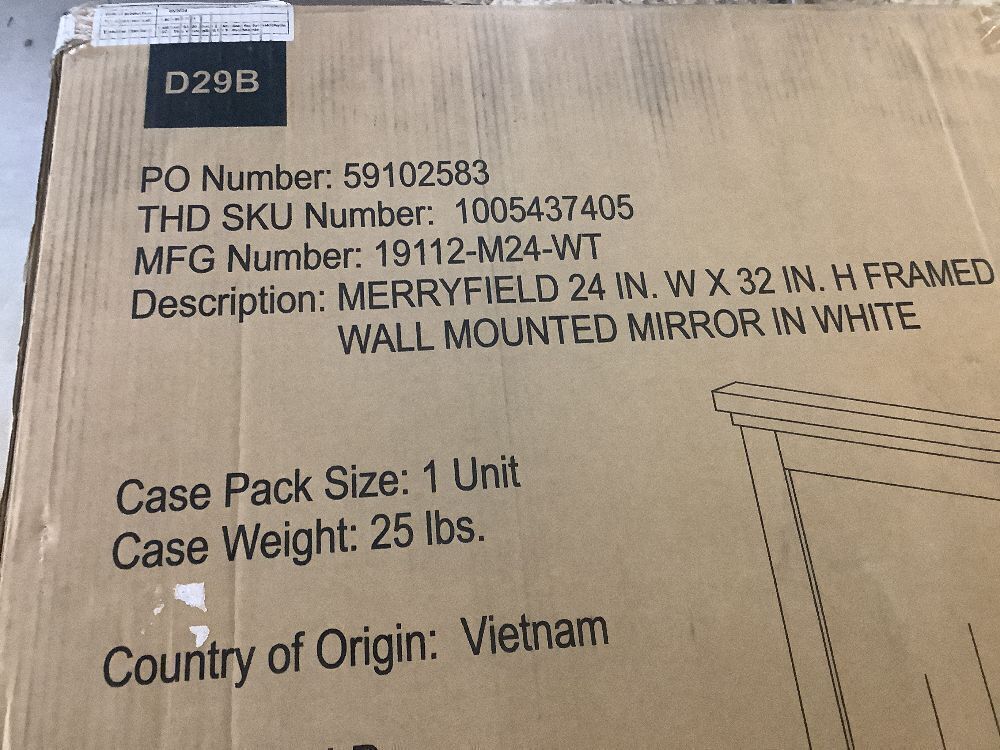 D29B
PO Number: 59102583
THD SKU Number: 1005437405
MFG Number: 19112-M24-WT
Description: MERRYFIELD 24 IN. W X 32 IN. H FRAMED
WALL MOUNTED MIRROR IN WHITE
Case Pack Size: 1 Unit
Case Weight: 25 lbs.
Country of Origin: Vietnam